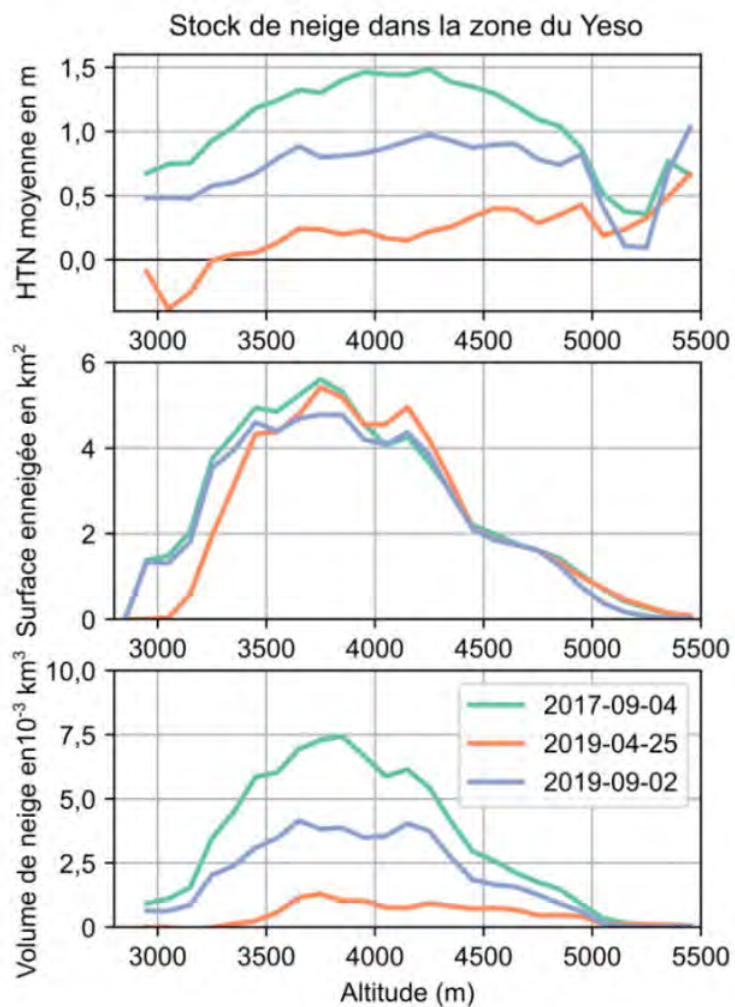 Stock de neige dans la zone du Yeso
HTN moyenne en m
1,5
1,0
0,5
0,0
3000 3500 4000 4500 5000 5500
Surface enneigée en km²
6
4
2
0
3000 3500 4000 4500 5000 5500
Volume de neige en10⁻³ km³
10,0
7,5
5,0
2,5
0
2017-09-04
2019-04-25
2019-09-02
3000 3500 4000 4500 5000 5500
Altitude (m)